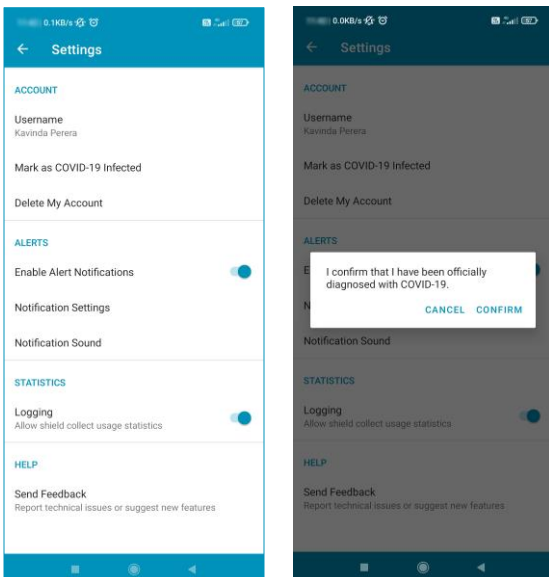 0.1KB/s
87
Settings
ACCOUNT
Username
Kavinda Perera
Mark as COVID-19 Infected
Delete My Account
ALERTS
Enable Alert Notifications
Notification Settings
Notification Sound
STATISTICS
Logging
Allow shield collect usage statistics
HELP
Send Feedback
Report technical issues or suggest new features
0.0KB/s
87
Settings
ACCOUNT
Username
Kavinda Perera
Mark as COVID-19 Infected
Delete My Account
ALERTS
E
I confirm that I have been officially
diagnosed with COVID-19.
N
CANCEL CONFIRM
Notification Sound
STATISTICS
Logging
Allow shield collect usage statistics
HELP
Send Feedback
Report technical issues or suggest new features